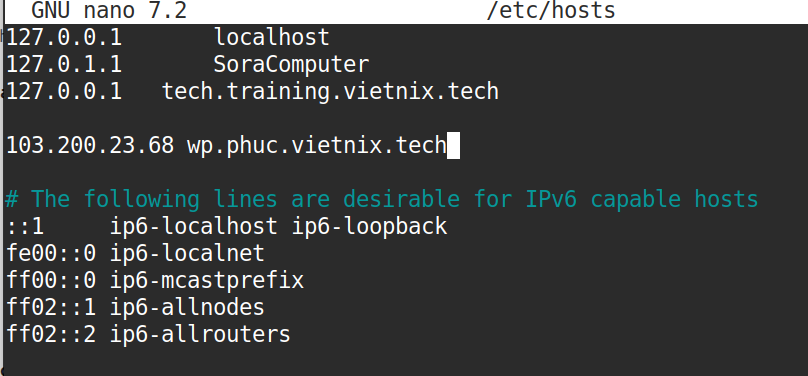 GNU nano 7.2 /etc/hosts
127.0.0.1 localhost
127.0.1.1 SoraComputer
127.0.0.1 tech.training.vietnix.tech
103.200.23.68 wp.phuc.vietnix.tech
# The following lines are desirable for IPv6 capable hosts
::1 ip6-localhost ip6-loopback
fe00::0 ip6-localnet
ff00::0 ip6-mcastprefix
ff02::1 ip6-allnodes
ff02::2 ip6-allrouters